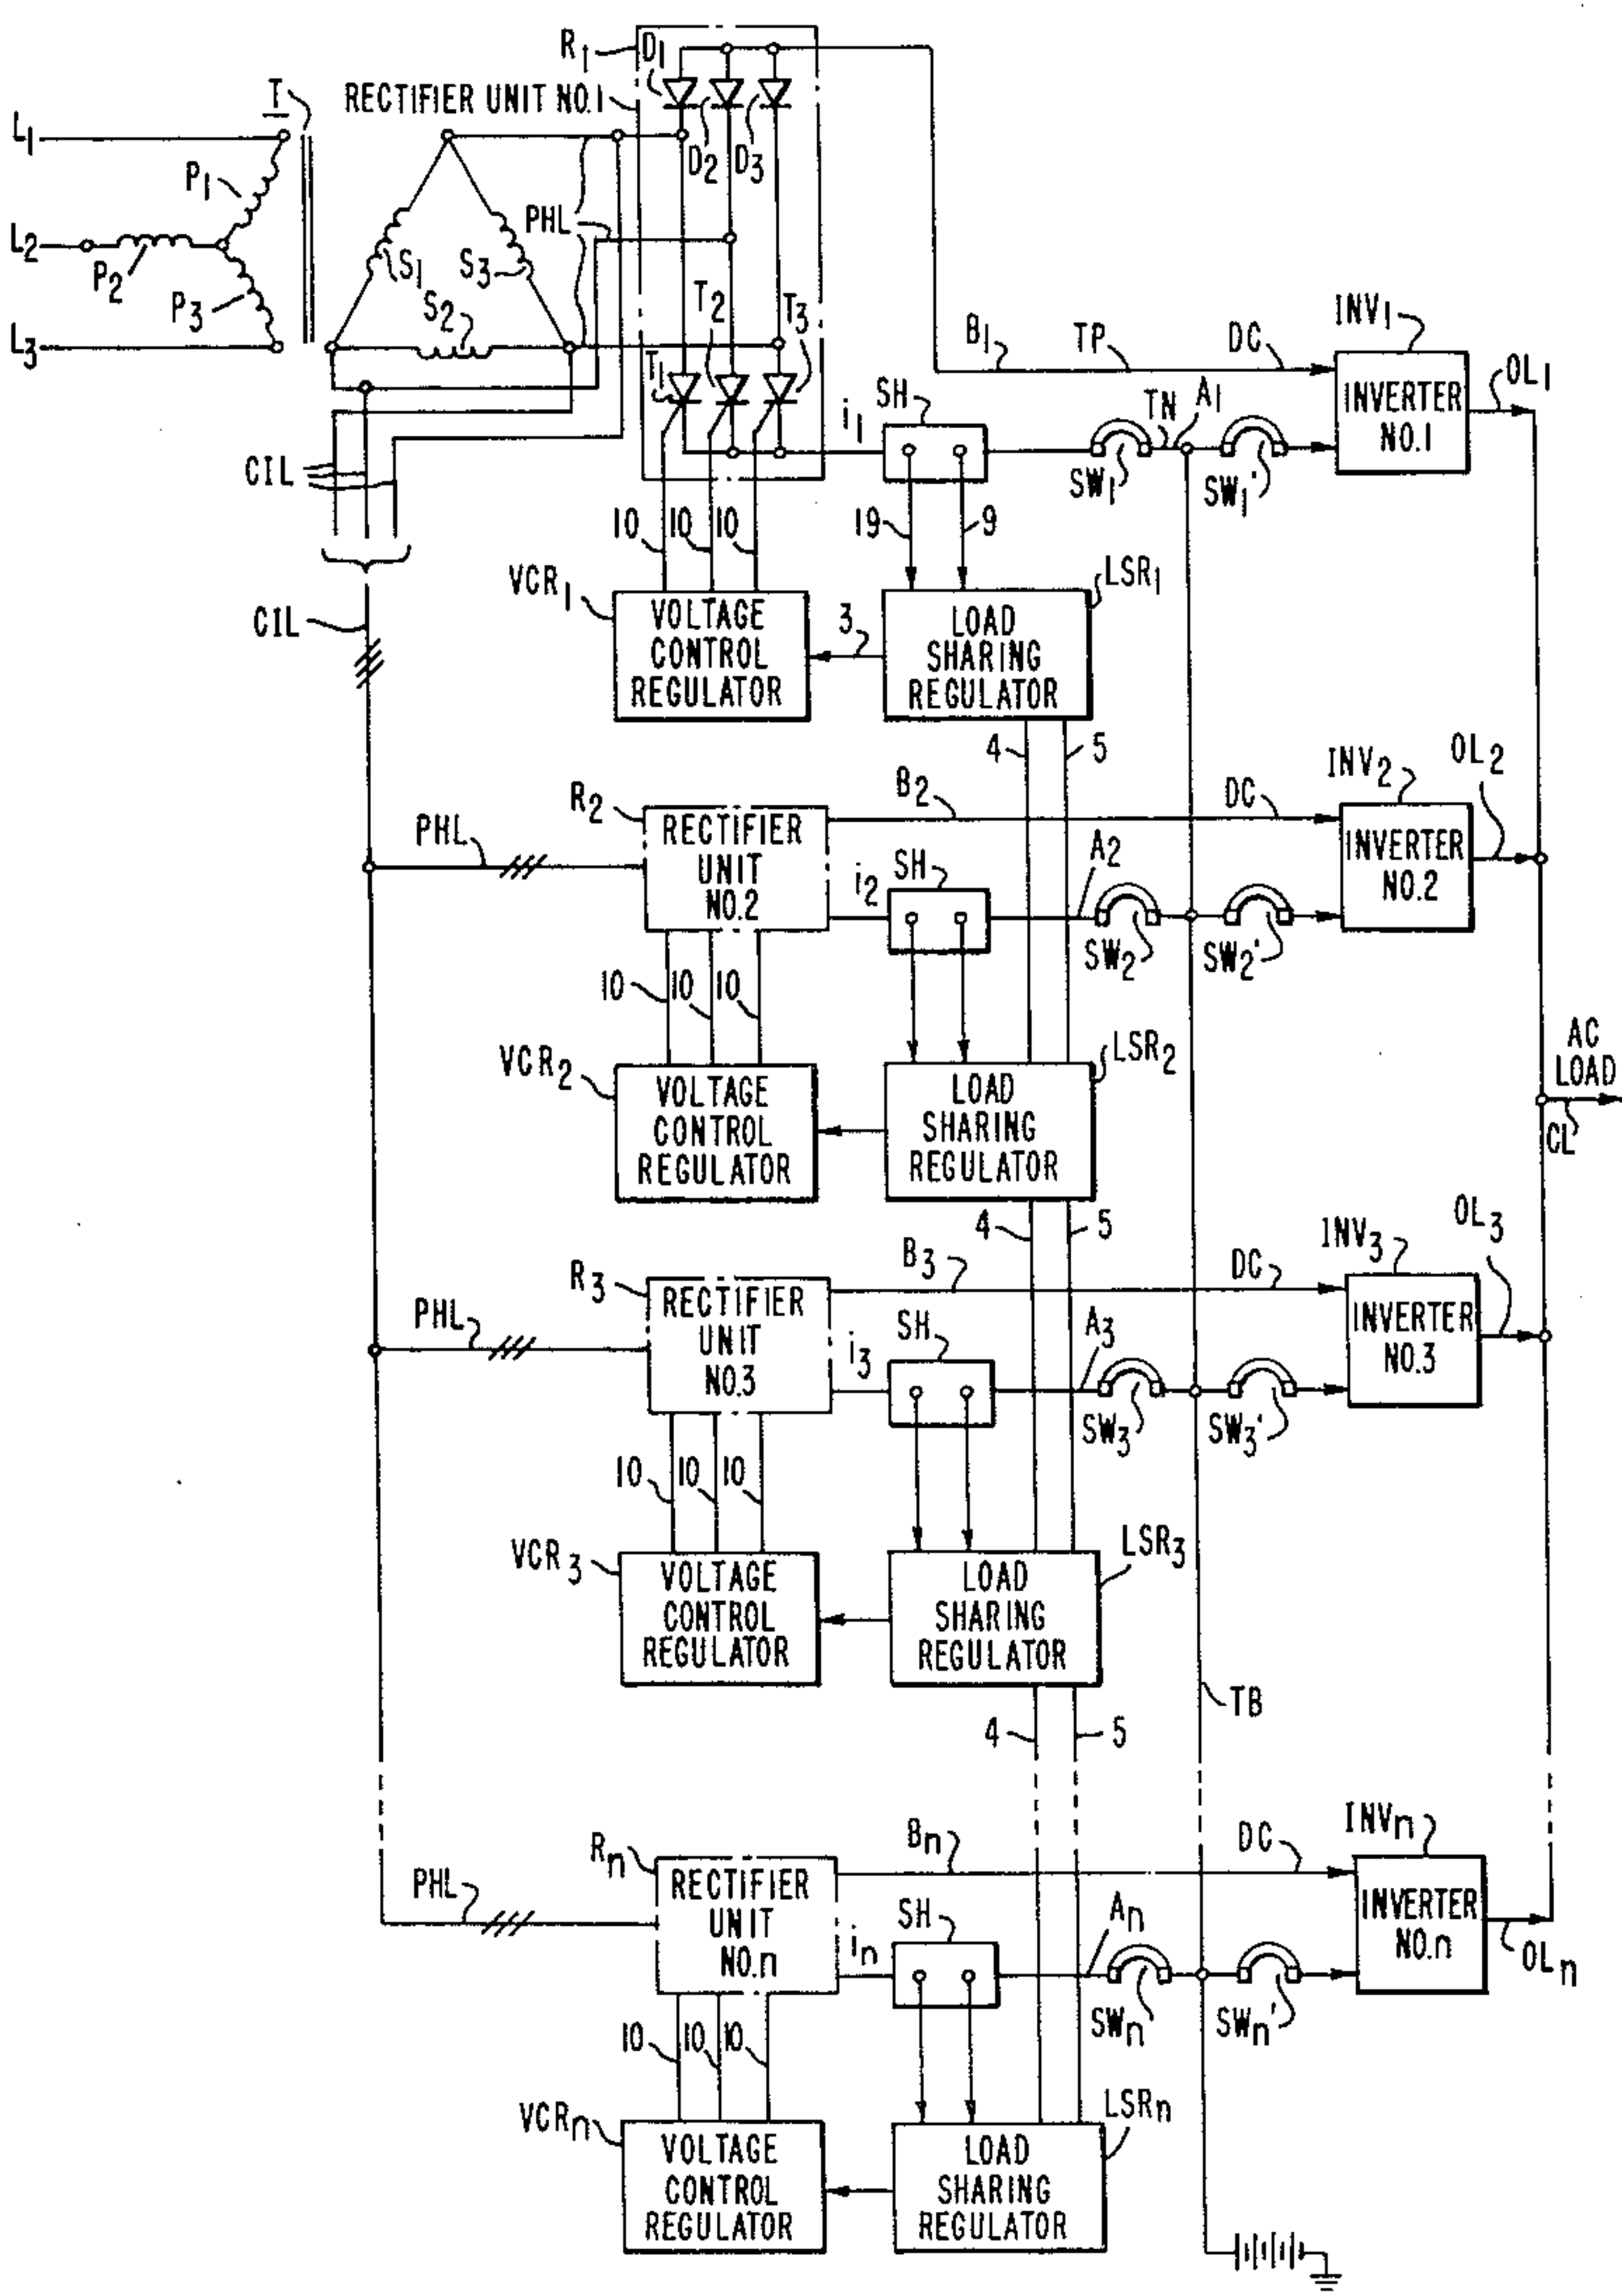 R1
D1
T
RECTIFIER UNIT NO.1
L1
P1
D2
D3
L2
P2
PHL
S1
S3
P3
S2
T2
T3
L3
T1
B1
TP
DC
INV1
OL1
INVERTER
NO.1
i1
SH
TN
A1
SW1
SW1'
CIL
10
10
10
19
9
VCR1
LSR1
CIL
VOLTAGE
CONTROL
REGULATOR
3
LOAD
SHARING
REGULATOR
4
5
R2
B2
DC
INV2
OL2
PHL
RECTIFIER
UNIT
NO.2
i2
SH
A2
INVERTER
NO.2
SW2
SW2'
10
10
10
VCR2
LSR2
AC
LOAD
VOLTAGE
CONTROL
REGULATOR
LOAD
SHARING
REGULATOR
CL
4
5
R3
B3
DC
INV3
OL3
PHL
RECTIFIER
UNIT
NO.3
i3
SH
A3
INVERTER
NO.3
SW3
SW3'
10
10
10
VCR3
LSR3
VOLTAGE
CONTROL
REGULATOR
LOAD
SHARING
REGULATOR
TB
4
5
Rn
Bn
DC
INVn
PHL
RECTIFIER
UNIT
NO.n
in
SH
An
INVERTER
NO.n
OLn
SWn
SWn'
10
10
10
VCRn
LSRn
VOLTAGE
CONTROL
REGULATOR
LOAD
SHARING
REGULATOR